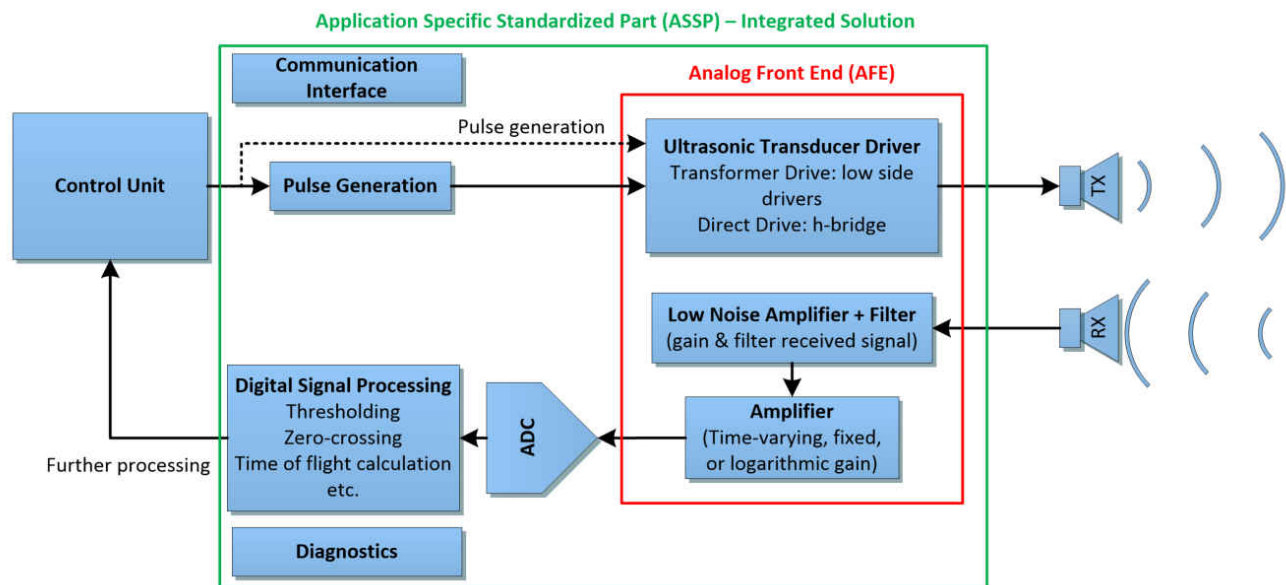 Application Specific Standardized Part (ASSP) – Integrated Solution
Communication
Interface
Analog Front End (AFE)
Control Unit
Pulse generation
Pulse Generation
Ultrasonic Transducer Driver
Transformer Drive: low side
drivers
Direct Drive: h-bridge
TX
Low Noise Amplifier + Filter
(gain & filter received signal)
RX
Digital Signal Processing
Thresholding
Zero-crossing
Time of flight calculation
etc.
ADC
Amplifier
(Time-varying, fixed,
or logarithmic gain)
Further processing
Diagnostics